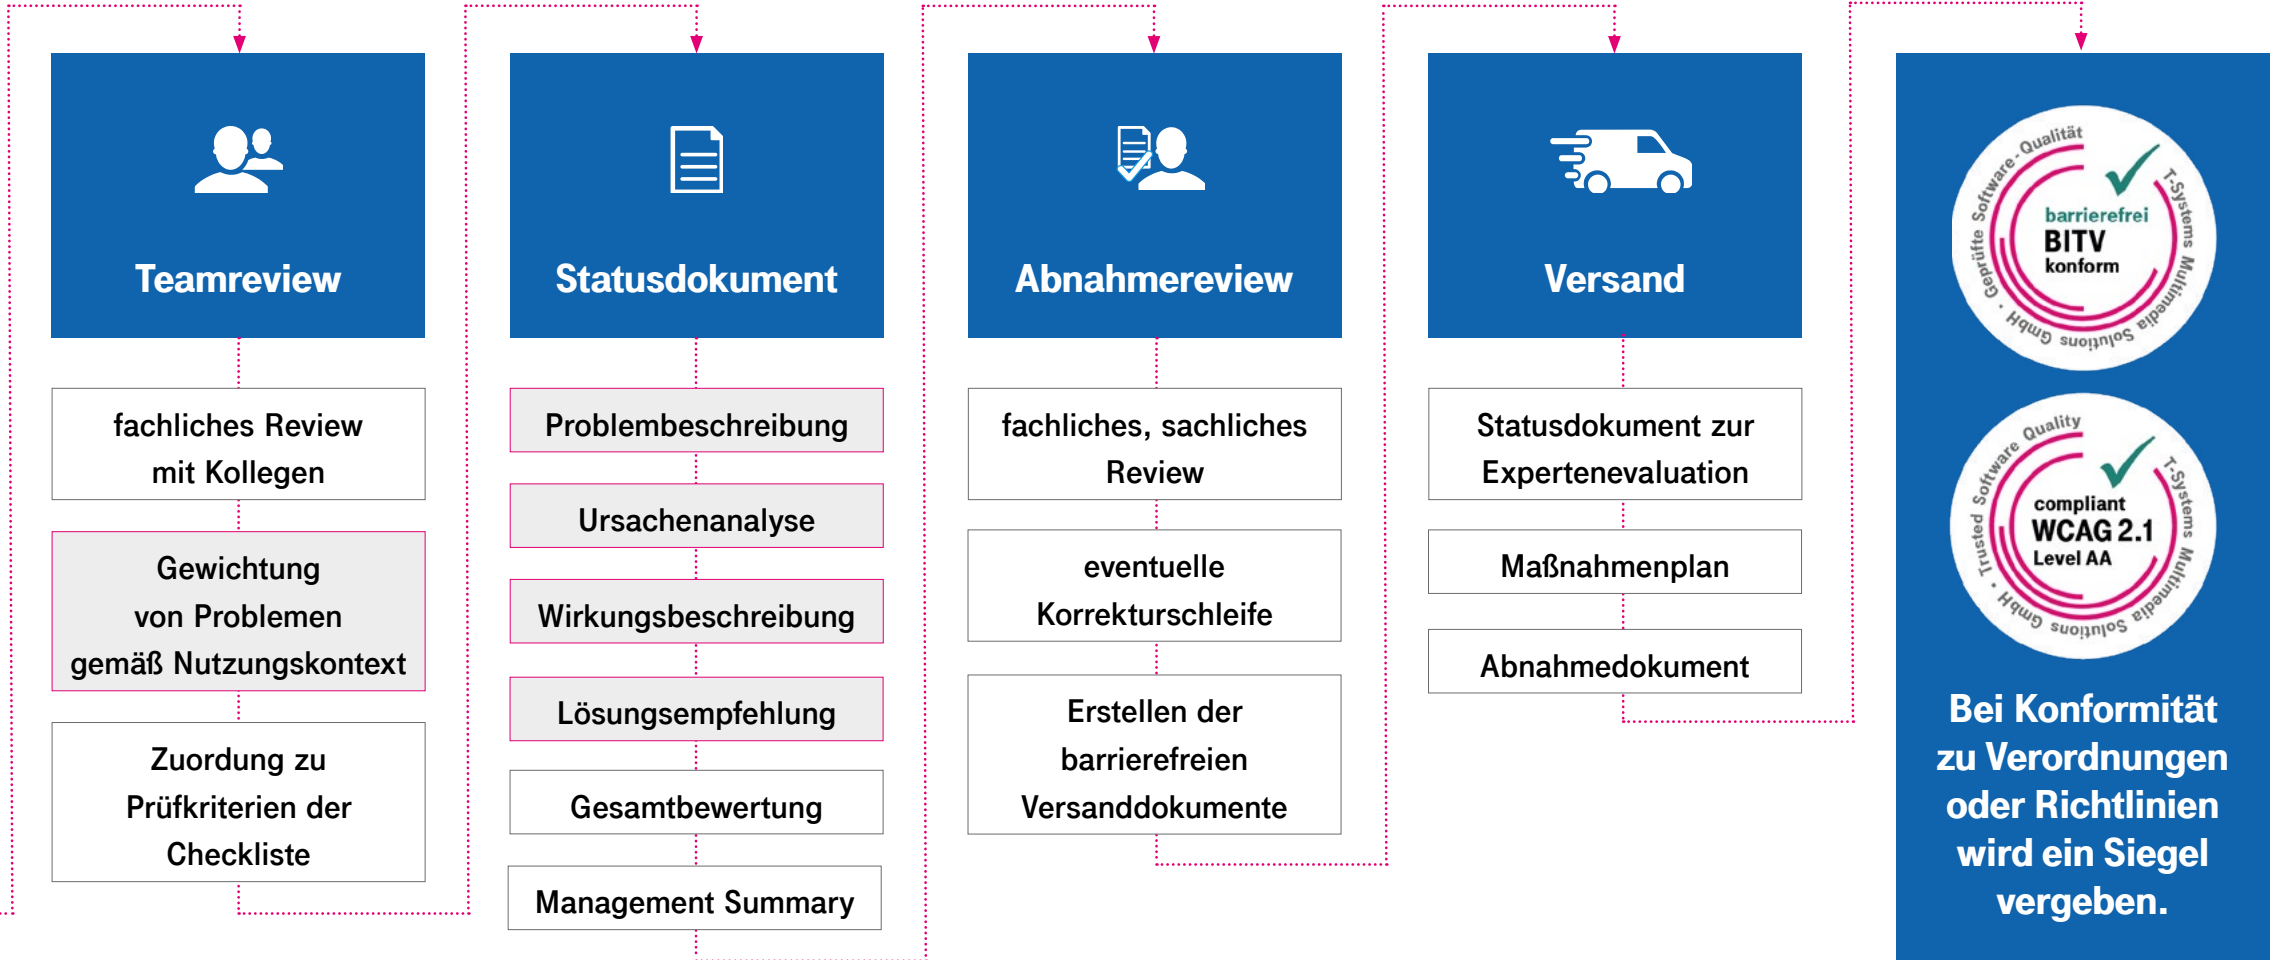 Teamreview
fachliches Review
mit Kollegen
Gewichtung
von Problemen
gemäß Nutzungskontext
Zuordung zu
Prüfkriterien der
Checkliste
Statusdokument
Problembeschreibung
Ursachenanalyse
Wirkungsbeschreibung
Lösungsempfehlung
Gesamtbewertung
Management Summary
Abnahmereview
fachliches, sachliches
Review
eventuelle
Korrekturschleife
Erstellen der
barrierefreien
Versanddokumente
Versand
Statusdokument zur
Expertenevaluation
Maßnahmenplan
Abnahmedokument
Geprüfte Software-Qualität
T-Systems Multimedia Solutions GmbH
barrierefrei
BITV
konform
Trusted Software Quality
T-Systems Multimedia Solutions GmbH
compliant
WCAG 2.1
Level AA
Bei Konformität
zu Verordnungen
oder Richtlinien
wird ein Siegel
vergeben.